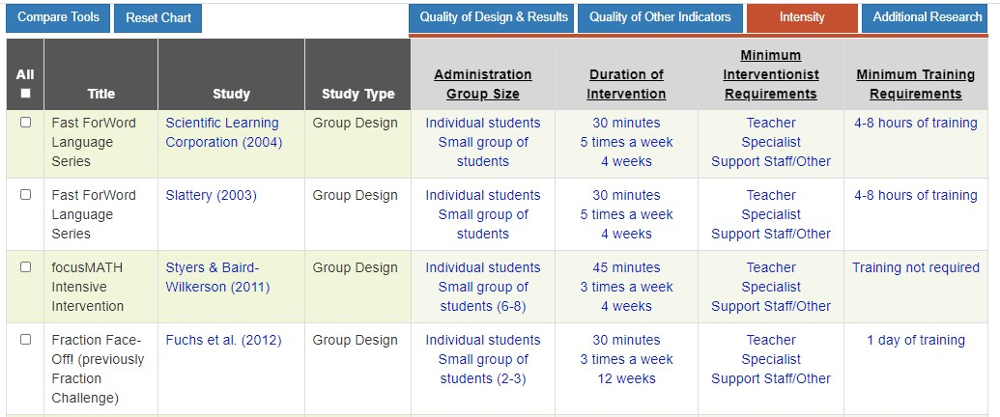 Compare Tools Reset Chart Quality of Design & Results Quality of Other Indicators Intensity Additional Research
All
Title
Study
Study Type
Administration
Group Size
Duration of
Intervention
Minimum
Interventionist
Requirements
Minimum Training
Requirements
Fast ForWord
Language
Series
Scientific Learning
Corporation (2004)
Group Design
Individual students
Small group of
students
30 minutes
5 times a week
4 weeks
Teacher
Specialist
Support Staff/Other
4-8 hours of training
Fast ForWord
Language
Series
Slattery (2003)
Group Design
Individual students
Small group of
students
30 minutes
5 times a week
4 weeks
Teacher
Specialist
Support Staff/Other
4-8 hours of training
focusMATH
Intensive
Intervention
Styers & Baird-
Wilkerson (2011)
Group Design
Individual students
Small group of
students (6-8)
45 minutes
3 times a week
4 weeks
Teacher
Specialist
Support Staff/Other
Training not required
Fraction Face-
Off! (previously
Fraction
Challenge)
Fuchs et al. (2012)
Group Design
Individual students
Small group of
students (2-3)
30 minutes
3 times a week
12 weeks
Teacher
Specialist
Support Staff/Other
1 day of training